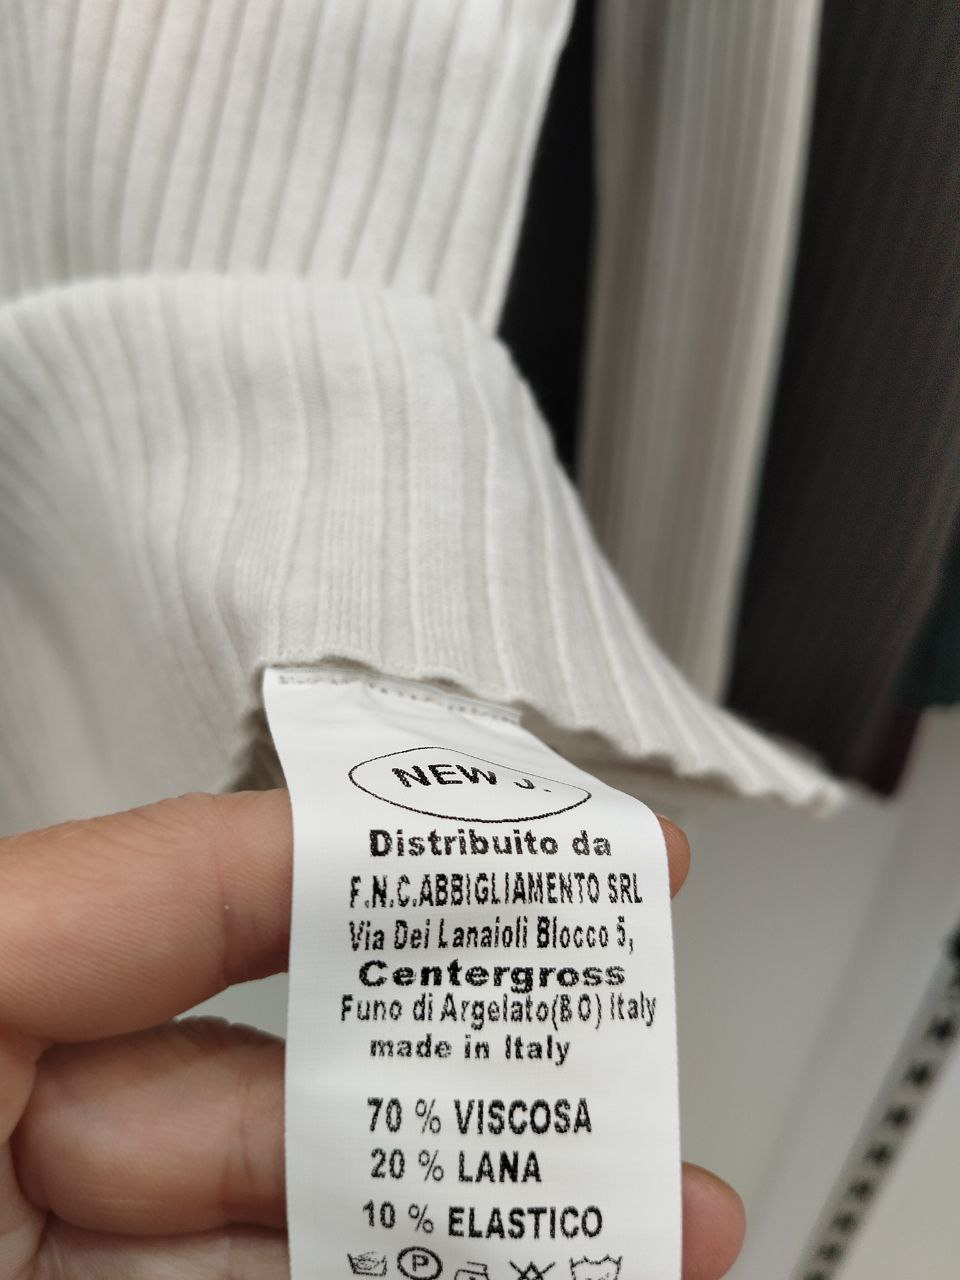 NEW J.
Distribuito da
F.N.C.ABBIGLIAMENTO SRL
Via Dei Lanaioli Blocco 5,
Centergross
Funo di Argelato(BO) Italy
made in Italy
70 % VISCOSA
20 % LANA
10 % ELASTICO
P